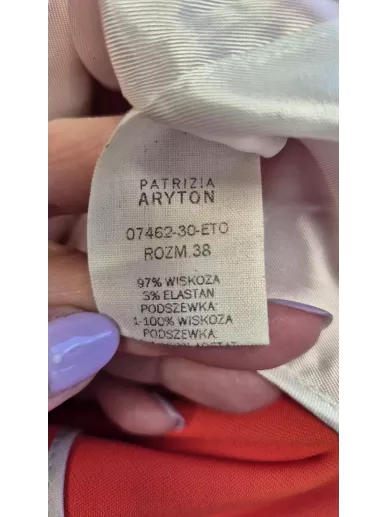 PATRIZIA
ARYTON
07462-30-ETO
ROZM.38
97% WISKOZA
3% ELASTAN
PODSZEWKA:
1-100% WISKOZA
PODSZEWKA: